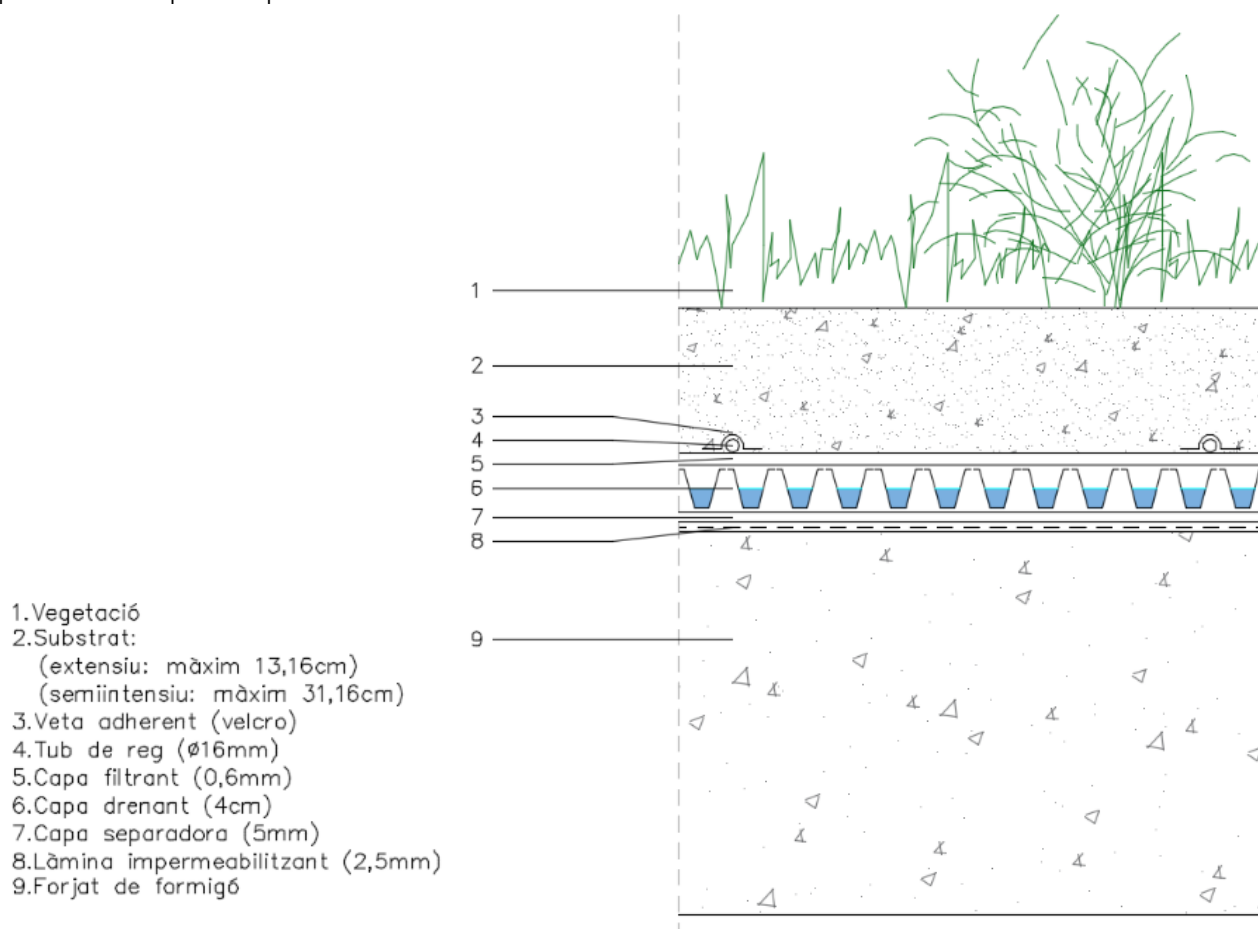 1
2
3
4
5
6
7
8
9
1.Vegetació
2.Substrat:
(extensiu: màxim 13,16cm)
(semiintensiu: màxim 31,16cm)
3.Veta adherent (velcro)
4.Tub de reg (ø16mm)
5.Capa filtrant (0,6mm)
6.Capa drenant (4cm)
7.Capa separadora (5mm)
8.Làmina impermeabilitzant (2,5mm)
9.Forjat de formigó